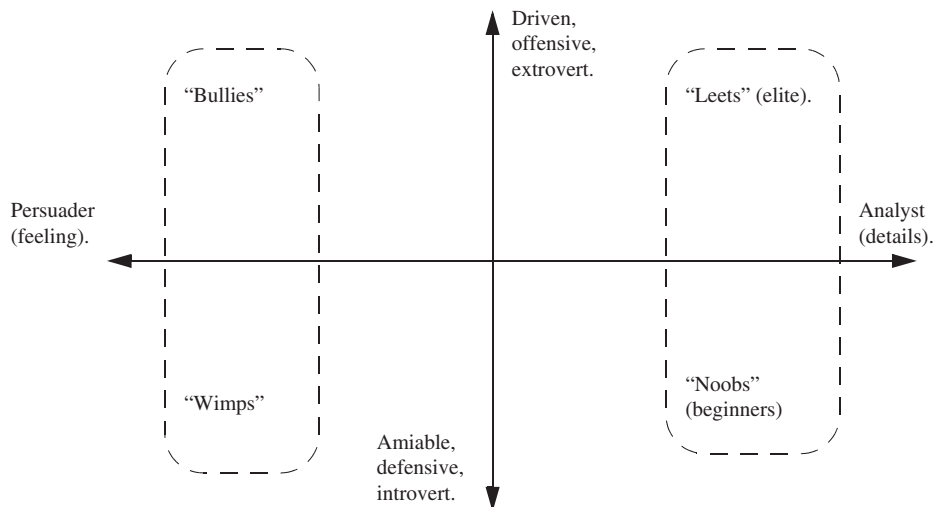 Driven,
offensive,
extrovert.
“Bullies”
“Leets” (elite).
Persuader
(feeling).
Analyst
(details).
“Wimps”
“Noobs”
(beginners)
Amiable,
defensive,
introvert.